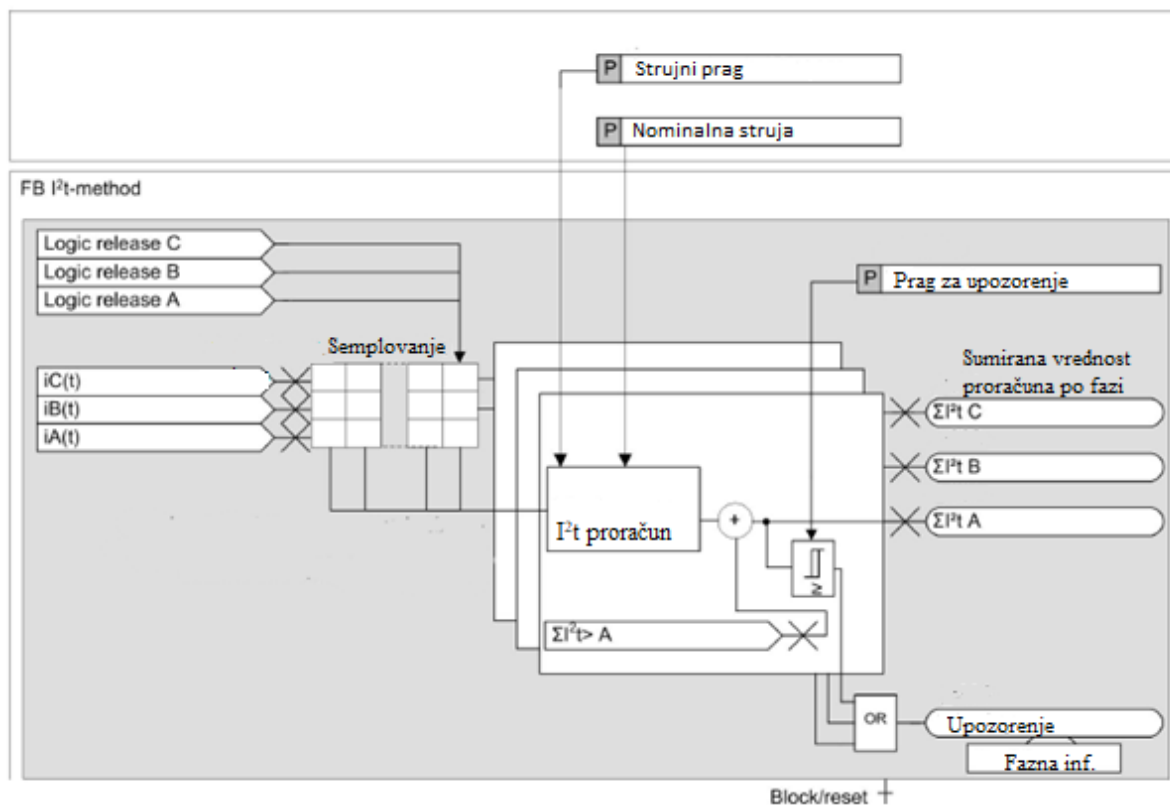 P Strujni prag
P Nominalna struja
FB I²t-method
Logic release C
Logic release B
Logic release A
P Prag za upozorenje
Semplovanje
Sumirana vrednost
proračuna po fazi
iC(t)
iB(t)
iA(t)
ΣI²t C
ΣI²t B
ΣI²t A
I²t proračun
+
≥
ΣI²t> A
OR
Upozorenje
Fazna inf.
Block/reset